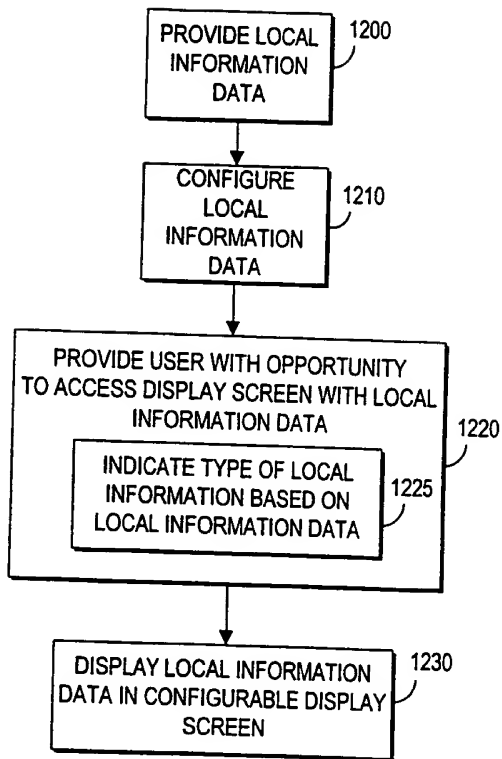 PROVIDE LOCAL
INFORMATION
DATA
1200
CONFIGURE
LOCAL
INFORMATION
DATA
1210
PROVIDE USER WITH OPPORTUNITY
TO ACCESS DISPLAY SCREEN WITH LOCAL
INFORMATION DATA
1220
INDICATE TYPE OF LOCAL
INFORMATION BASED ON
LOCAL INFORMATION DATA
1225
DISPLAY LOCAL INFORMATION
DATA IN CONFIGURABLE DISPLAY
SCREEN
1230